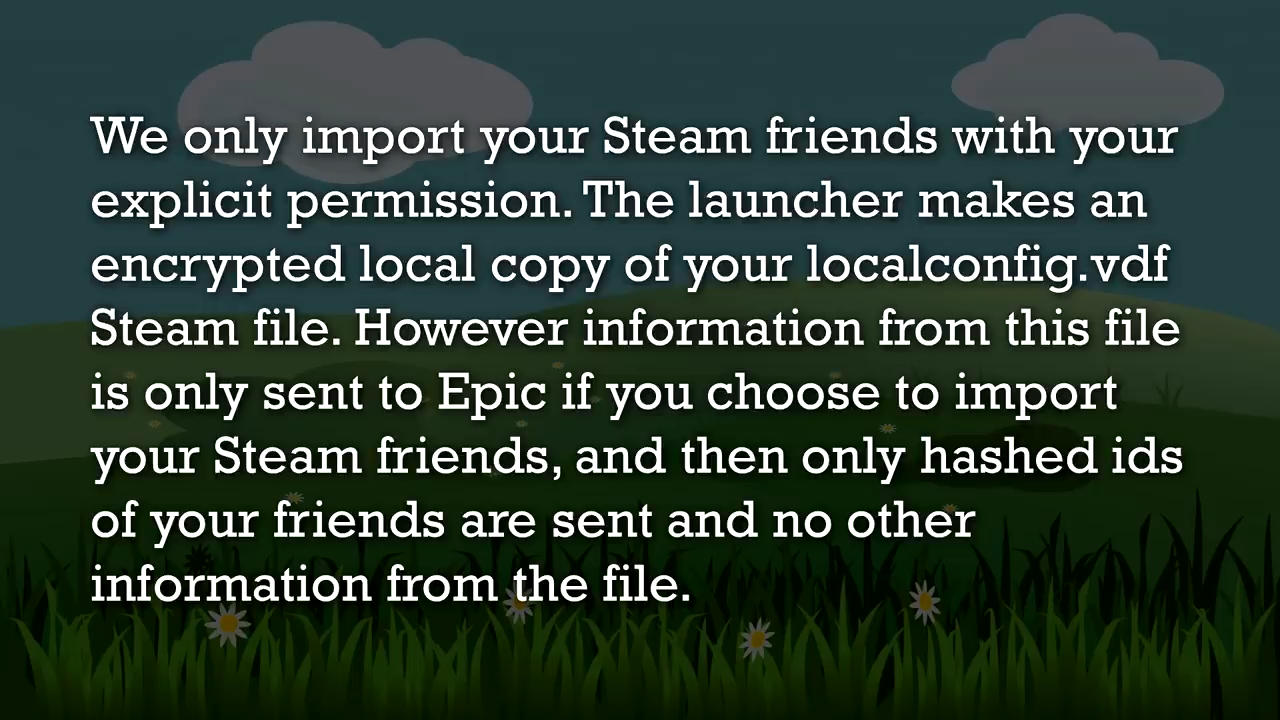 We only import your Steam friends with your
explicit permission. The launcher makes an
encrypted local copy of your localconfig.vdf
Steam file. However information from this file
is only sent to Epic if you choose to import
your Steam friends, and then only hashed ids
of your friends are sent and no other
information from the file.